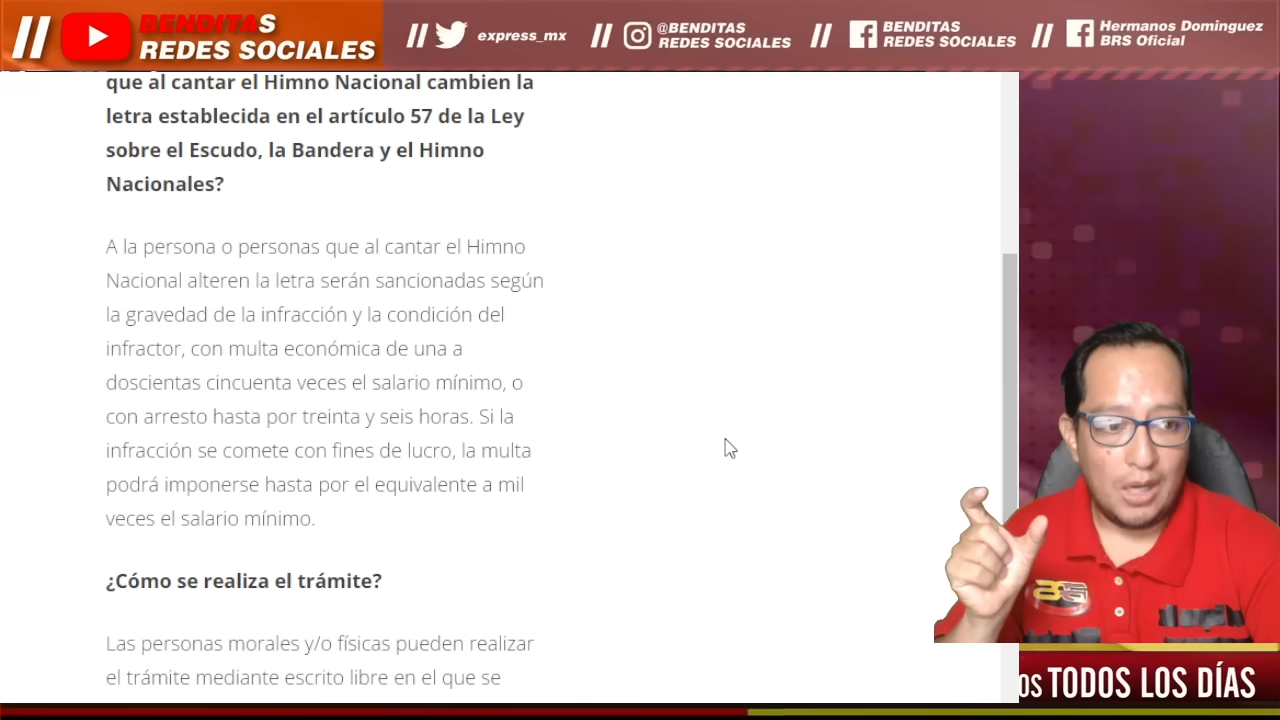 BENDITAS
REDES SOCIALES
express_mx
@BENDITAS
REDES SOCIALES
BENDITAS
REDES SOCIALES
Hermanos Dominguez
BRS Oficial
que al cantar el Himno Nacional cambien la
letra establecida en el artículo 57 de la Ley
sobre el Escudo, la Bandera y el Himno
Nacionales?
A la persona o personas que al cantar el Himno
Nacional alteren la letra serán sancionadas según
la gravedad de la infracción y la condición del
infractor, con multa económica de una a
doscientas cincuenta veces el salario mínimo, o
con arresto hasta por treinta y seis horas. Si la
infracción se comete con fines de lucro, la multa
podrá imponerse hasta por el equivalente a mil
veces el salario mínimo.
¿Cómo se realiza el trámite?
Las personas morales y/o físicas pueden realizar
el trámite mediante escrito libre en el que se
OS TODOS LOS DÍAS